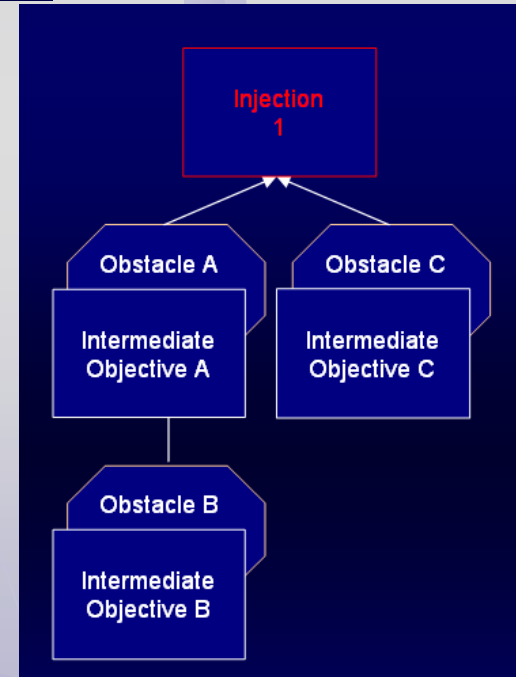 Injection
1
Obstacle A
Intermediate
Objective A
Obstacle C
Intermediate
Objective C
Obstacle B
Intermediate
Objective B